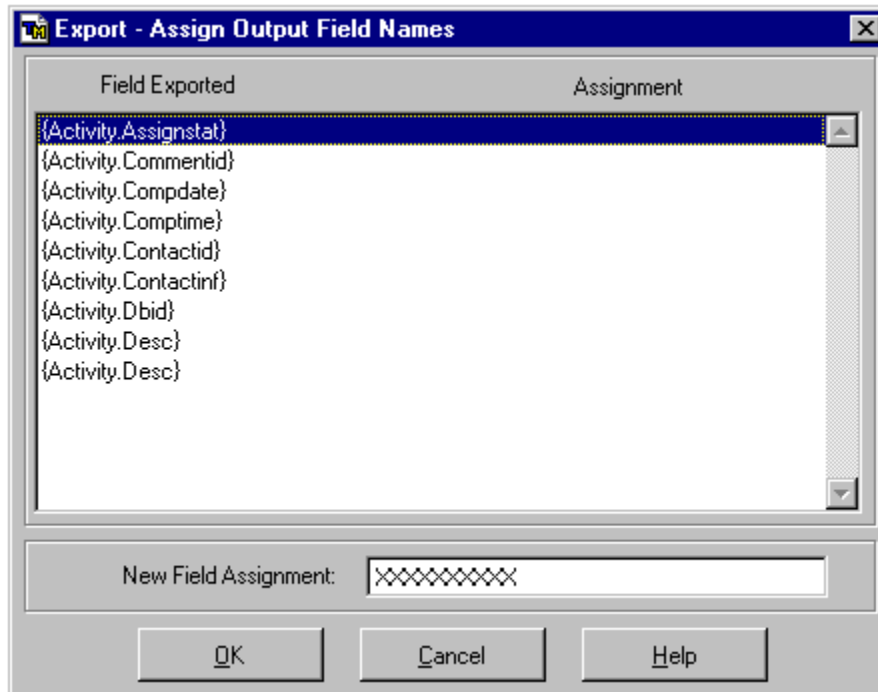 Export - Assign Output Field Names
Field Exported Assignment
{Activity.Assignstat}
{Activity.Commentid}
{Activity.Compdate}
{Activity.Comptime}
{Activity.Contactid}
{Activity.Contactinf}
{Activity.Dbid}
{Activity.Desc}
{Activity.Desc}
New Field Assignment: XXXXXXXXXXX
OK Cancel Help